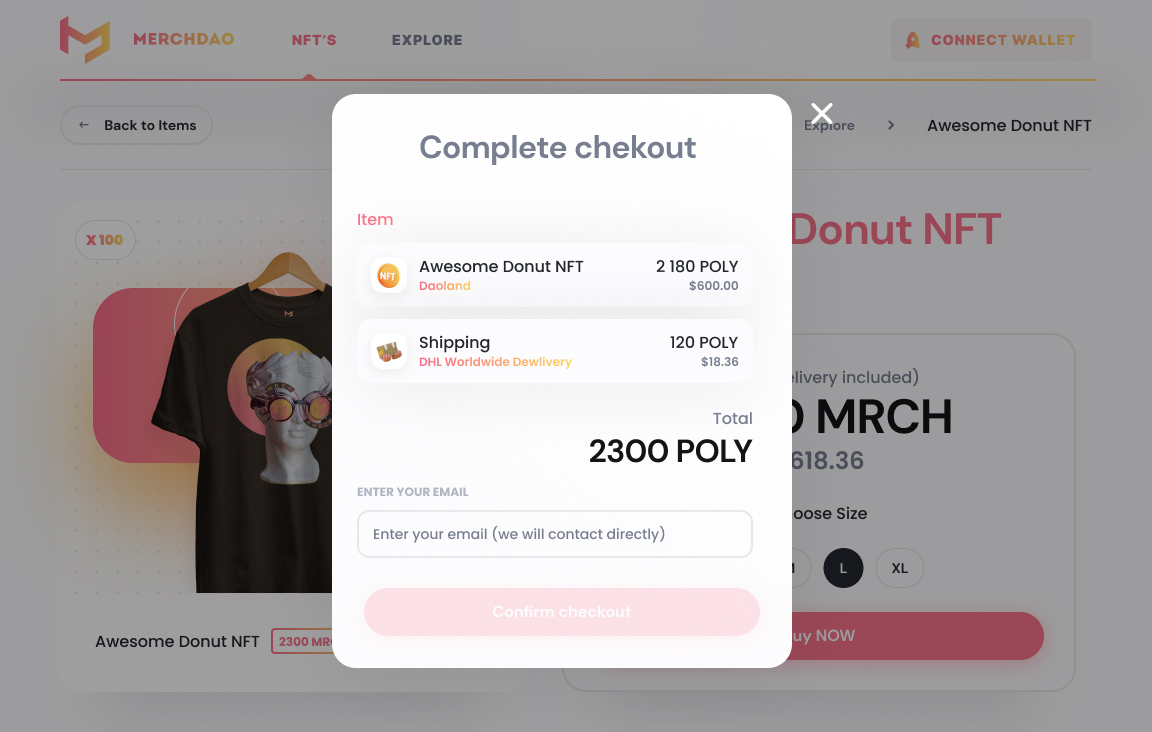 MERCHDAO
NFT'S
EXPLORE
CONNECT WALLET
← Back to Items
Explore
Awesome Donut NFT
X 100
Donut NFT
Complete chekout
Item
NFT
Awesome Donut NFT
2 180 POLY
Daoland
$600.00
Shipping
120 POLY
DHL Worldwide Dewlivery
$18.36
Total
2300 POLY
ENTER YOUR EMAIL
Enter your email (we will contact directly)
Confirm checkout
elivery included)
0 MRCH
618.36
oose Size
L
XL
uy NOW
Awesome Donut NFT
2300 MR